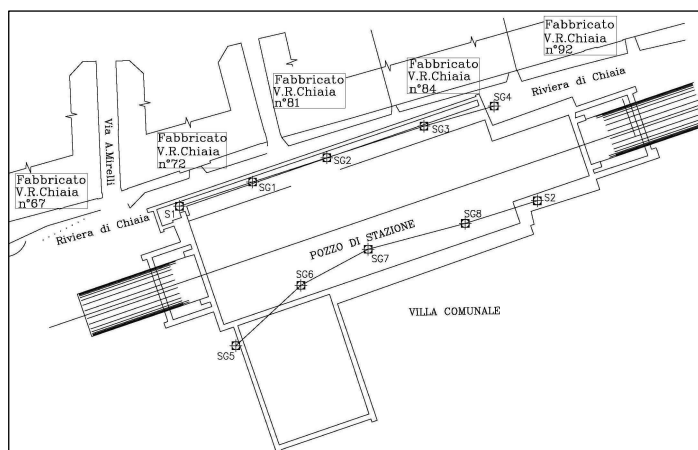 Fabbricato
V.R.Chiaia
n°92
Fabbricato
V.R.Chiaia
n°84
Riviera di Chiaia
Fabbricato
V.R.Chiaia
n°81
SG4
SG3
Via A.Mirelli
Fabbricato
V.R.Chiaia
n°72
SG2
Fabbricato
V.R.Chiaia
n°67
SG1
S1
S2
Riviera di Chiaia
SG8
POZZO DI STAZIONE
SG7
SG6
VILLA COMUNALE
SG5